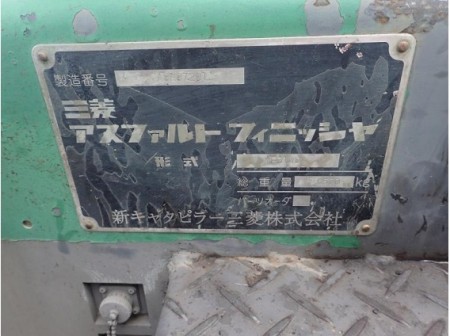 製造番号
三菱
アスファルト フィニッシャ
形式
総重量 kg
パーツオーダ
新キャタピラー三菱株式会社